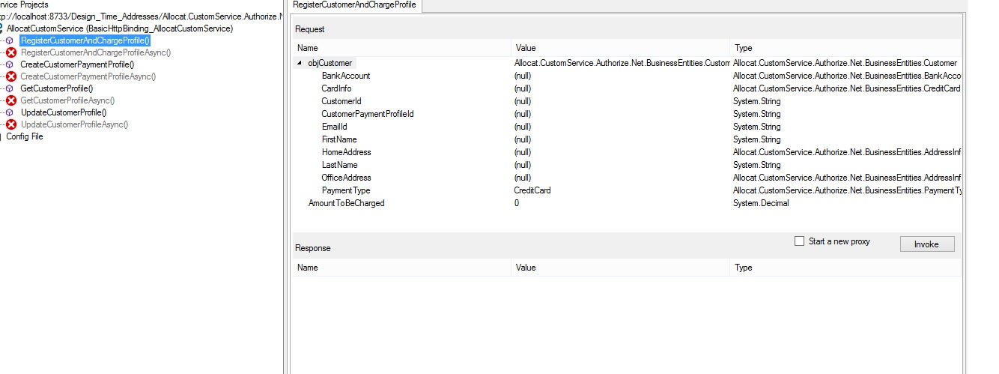 ervice Projects
tp://localhost:8733/Design_Time_Addresses/Allocat.CustomService.Authorize.N
AllocatCustomService (BasicHttpBinding_AllocatCustomService)
RegisterCustomerAndChargeProfile()
RegisterCustomerAndChargeProfileAsync()
CreateCustomerPaymentProfile()
CreateCustomerPaymentProfileAsync()
GetCustomerProfile()
GetCustomerProfileAsync()
UpdateCustomerProfile()
UpdateCustomerProfileAsync()
Config File
RegisterCustomerAndChargeProfile
Request
Name Value Type
objCustomer Allocat.CustomService.Authorize.Net.BusinessEntities.Custom Allocat.CustomService.Authorize.Net.BusinessEntities.Customer
BankAccount (null) Allocat.CustomService.Authorize.Net.BusinessEntities.BankAcco
CardInfo (null) Allocat.CustomService.Authorize.Net.BusinessEntities.CreditCard
CustomerId (null) System.String
CustomerPaymentProfileId (null) System.String
EmailId (null) System.String
FirstName (null) System.String
HomeAddress (null) Allocat.CustomService.Authorize.Net.BusinessEntities.AddressInf
LastName (null) System.String
OfficeAddress (null) Allocat.CustomService.Authorize.Net.BusinessEntities.AddressInf
PaymentType CreditCard Allocat.CustomService.Authorize.Net.BusinessEntities.PaymentTy
AmountToBeCharged 0 System.Decimal
Response Start a new proxy Invoke
Name Value Type